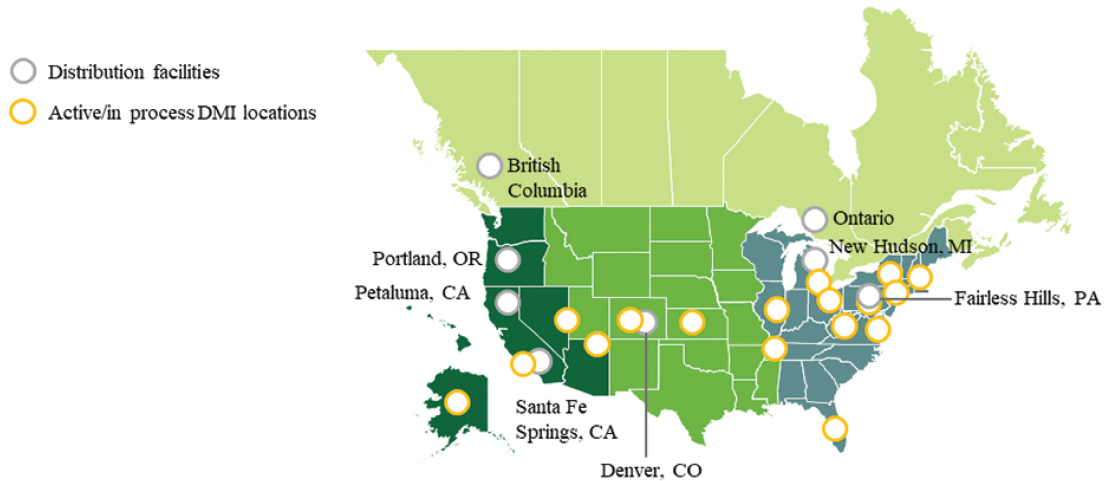 Distribution facilities
Active/in process DMI locations
British
Columbia
Ontario
New Hudson, MI
Portland, OR
Petaluma, CA
Fairless Hills, PA
Santa Fe
Springs, CA
Denver, CO